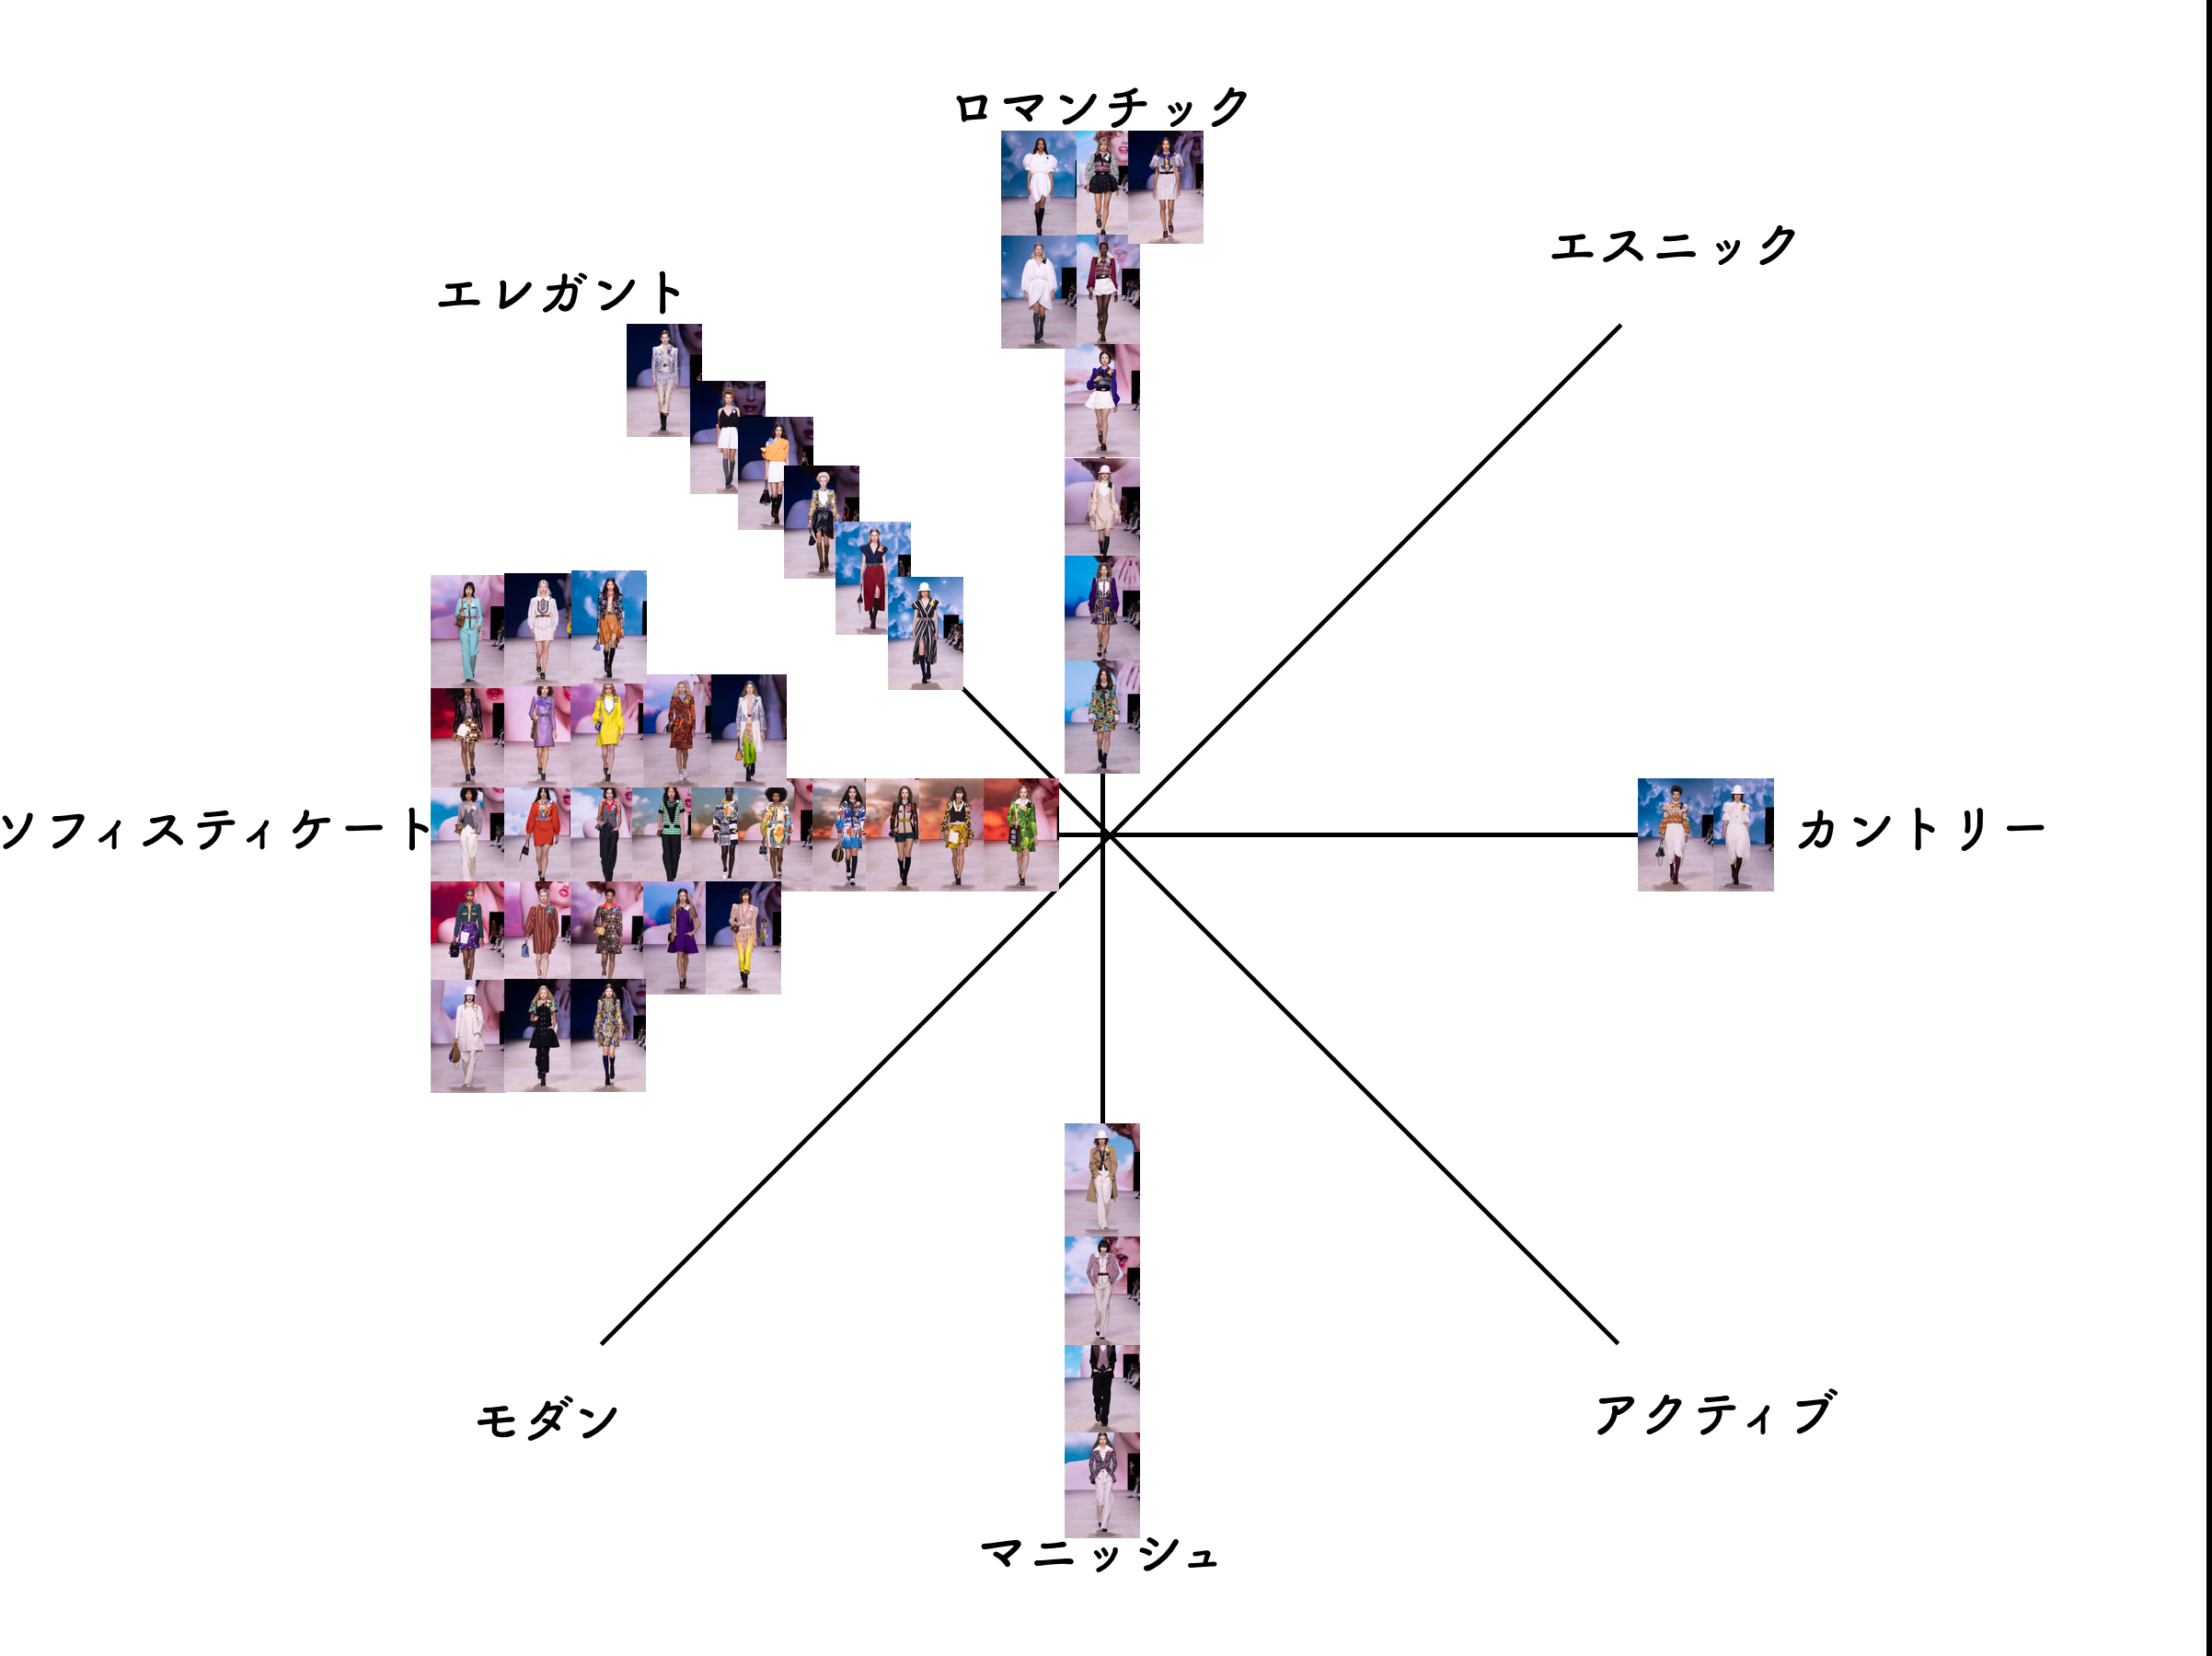 ロマンチック
エスニック
エレガント
ソフィスティケート
カントリー
モダン
アクティブ
マニッシュ